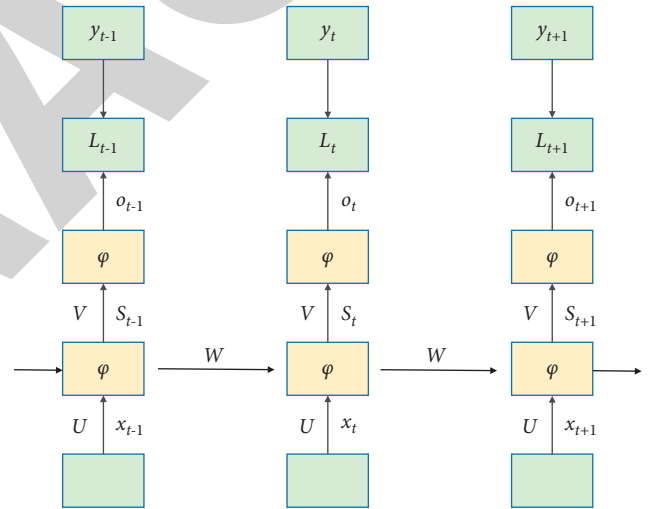 y_{t-1} y_t y_{t+1}
L_{t-1} L_t L_{t+1}
o_{t-1} o_t o_{t+1}
φ φ φ
V S_{t-1} V S_t V S_{t+1}
W W
φ φ φ
U x_{t-1} U x_t U x_{t+1}